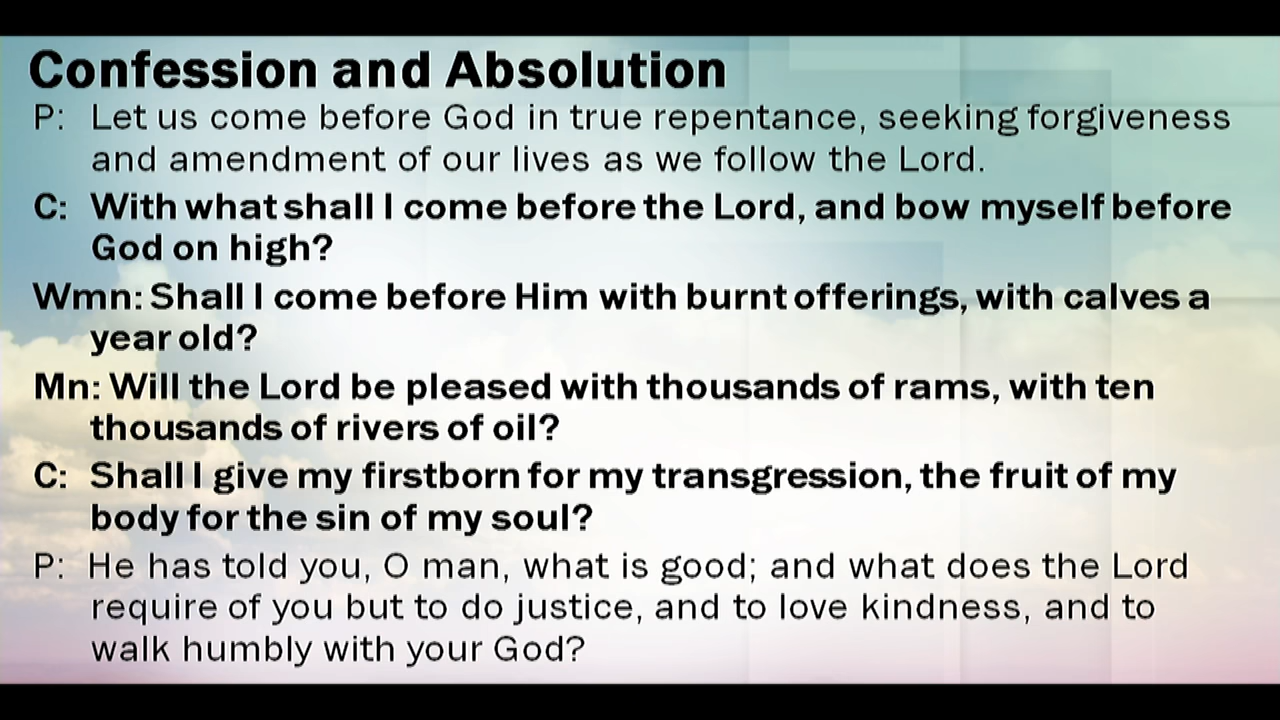 Confession and Absolution
P: Let us come before God in true repentance, seeking forgiveness
and amendment of our lives as we follow the Lord.
C: With what shall I come before the Lord, and bow myself before
God on high?
Wmn: Shall I come before Him with burnt offerings, with calves a
year old?
Mn: Will the Lord be pleased with thousands of rams, with ten
thousands of rivers of oil?
C: Shall I give my firstborn for my transgression, the fruit of my
body for the sin of my soul?
P: He has told you, O man, what is good; and what does the Lord
require of you but to do justice, and to love kindness, and to
walk humbly with your God?